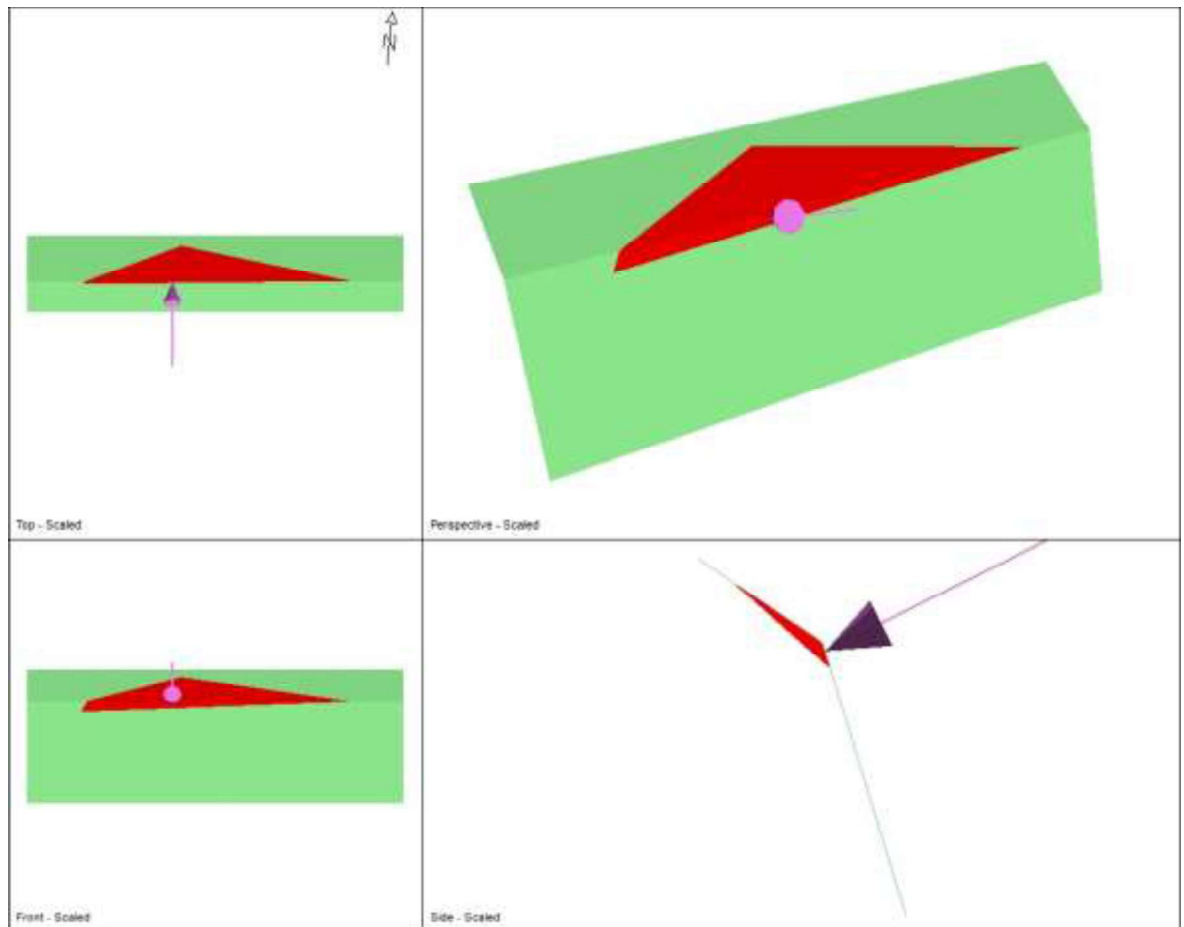 N
Top - Scaled
Perspective - Scaled
Front - Scaled
Side - Scaled